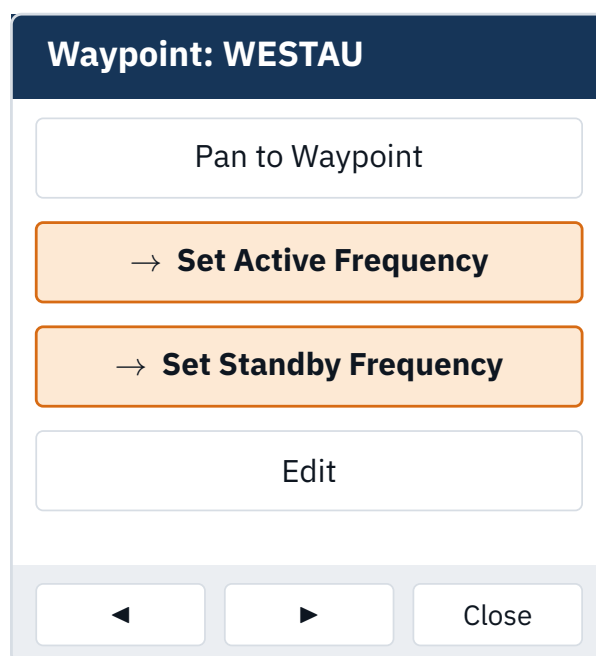 Waypoint: WESTAU
Pan to Waypoint
→ Set Active Frequency
→ Set Standby Frequency
Edit
◄ ► Close